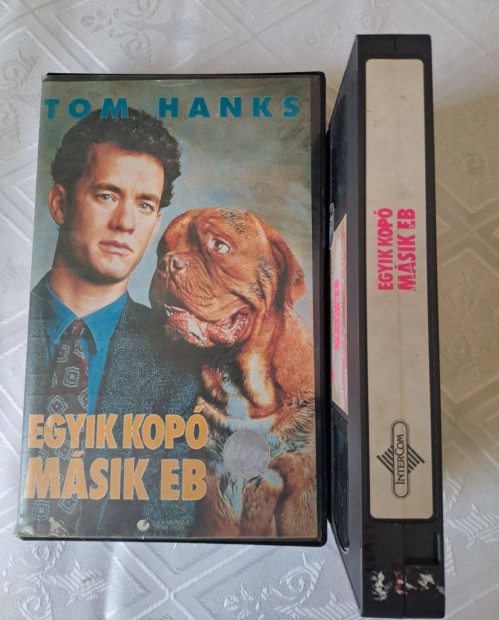 TOM HANKS
EGYIK KOPÓ
MÁSIK EB
EGYIK KOPÓ
MÁSIK EB
INTERCOM